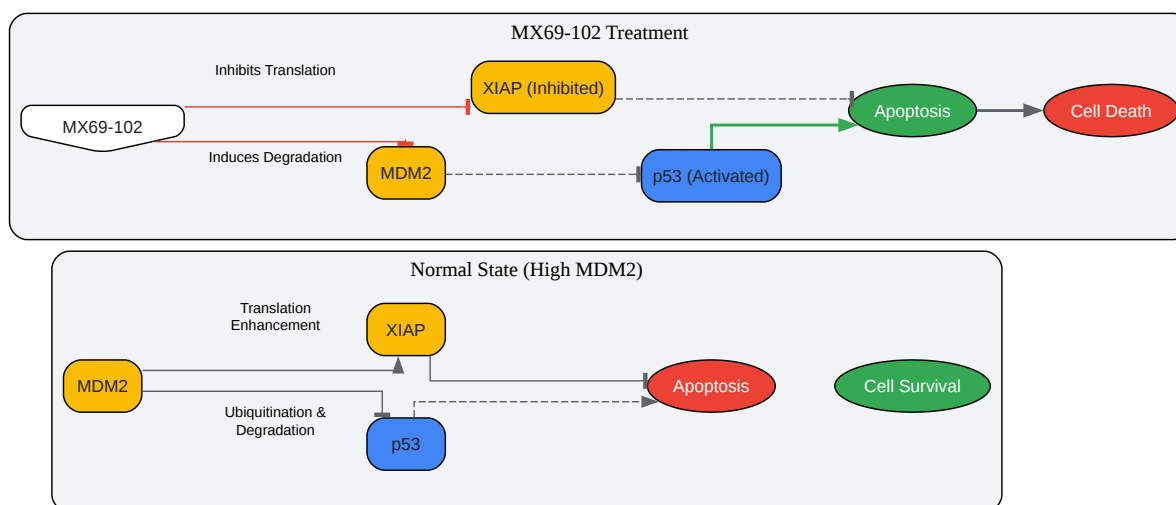 MX69-102 Treatment
Inhibits Translation
XIAP (Inhibited)
Apoptosis
Cell Death
MX69-102
Induces Degradation
MDM2
p53 (Activated)
Normal State (High MDM2)
Translation
Enhancement
XIAP
MDM2
Apoptosis
Cell Survival
Ubiquitination &
Degradation
p53